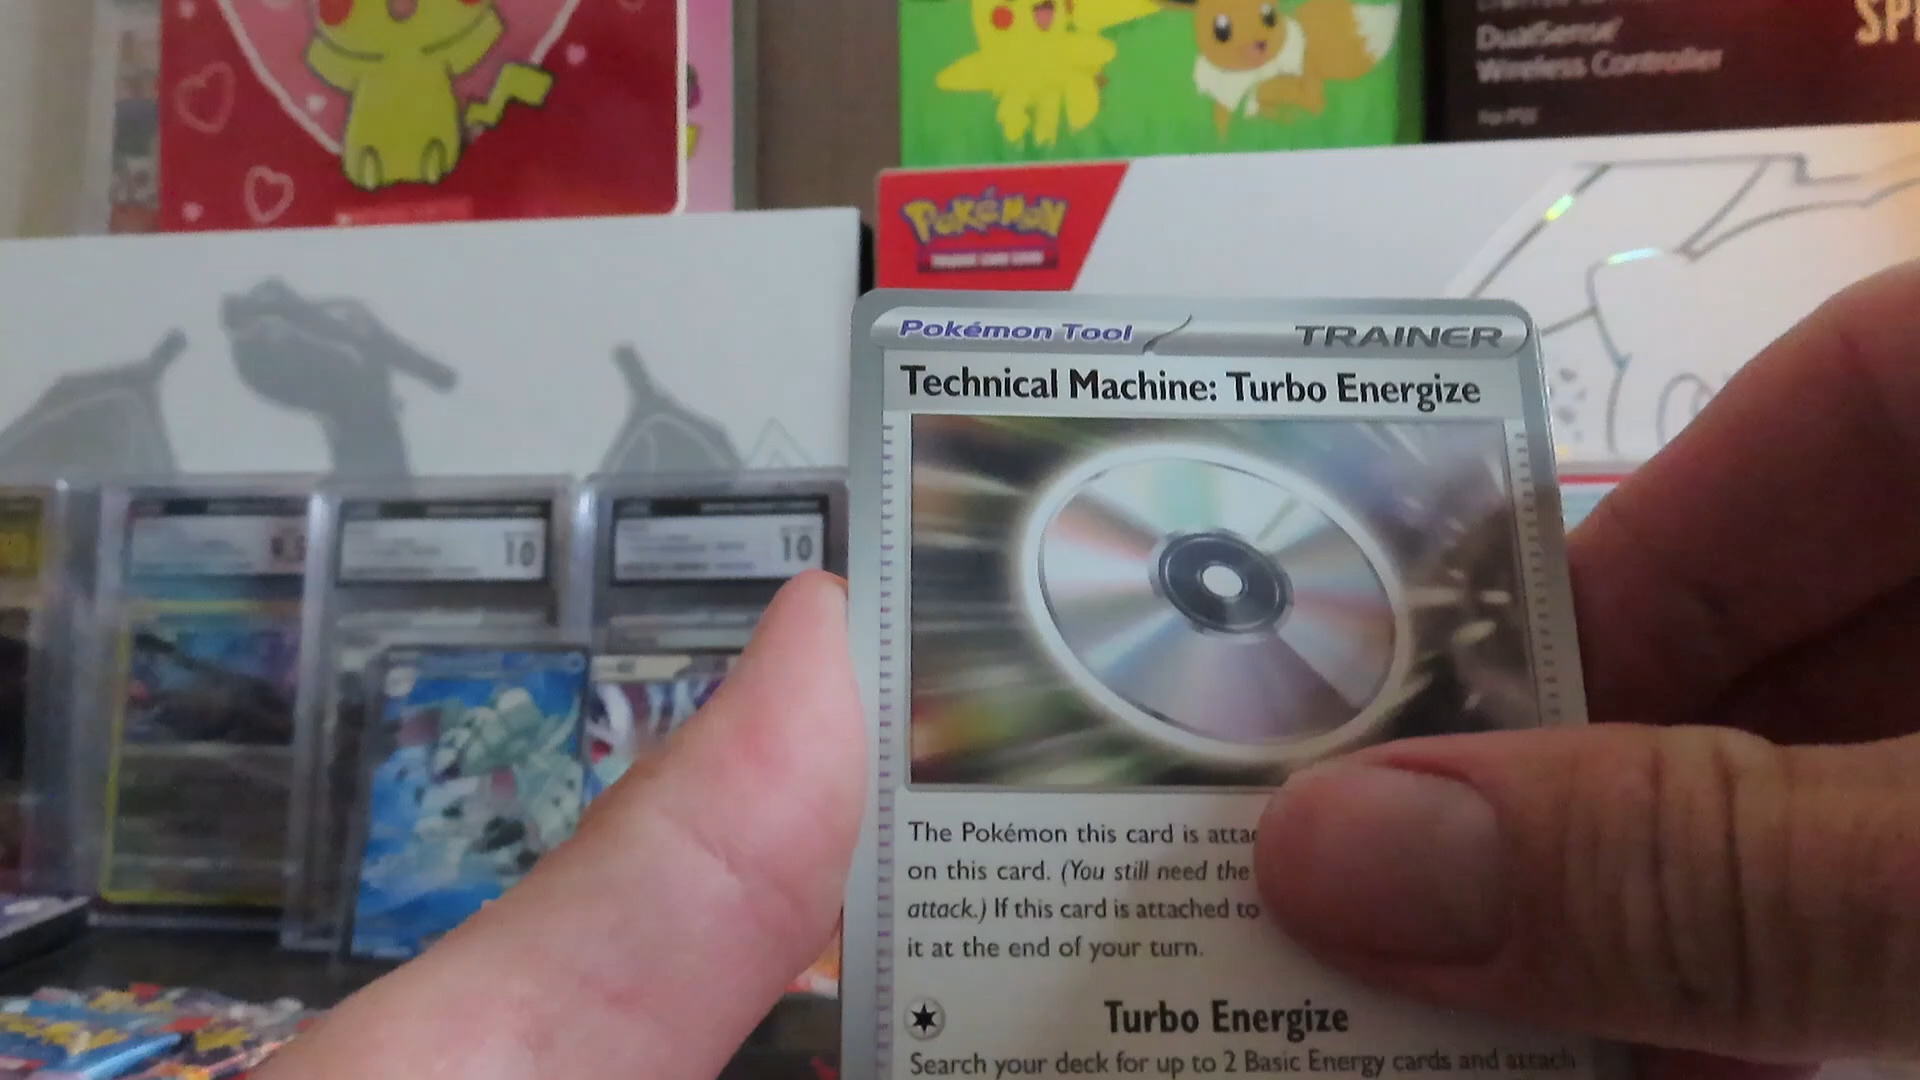 DualSense
Wireless Controller
POKéMON
TRADING CARD GAME
9.5
10
10
Pokémon Tool
TRAINER
Technical Machine: Turbo Energize
The Pokémon this card is
on this card. (You still need the
attack.) If this card is attached to
it at the end of your turn.
Turbo Energize
Search your deck for up to 2 Basic Energy cards and attach